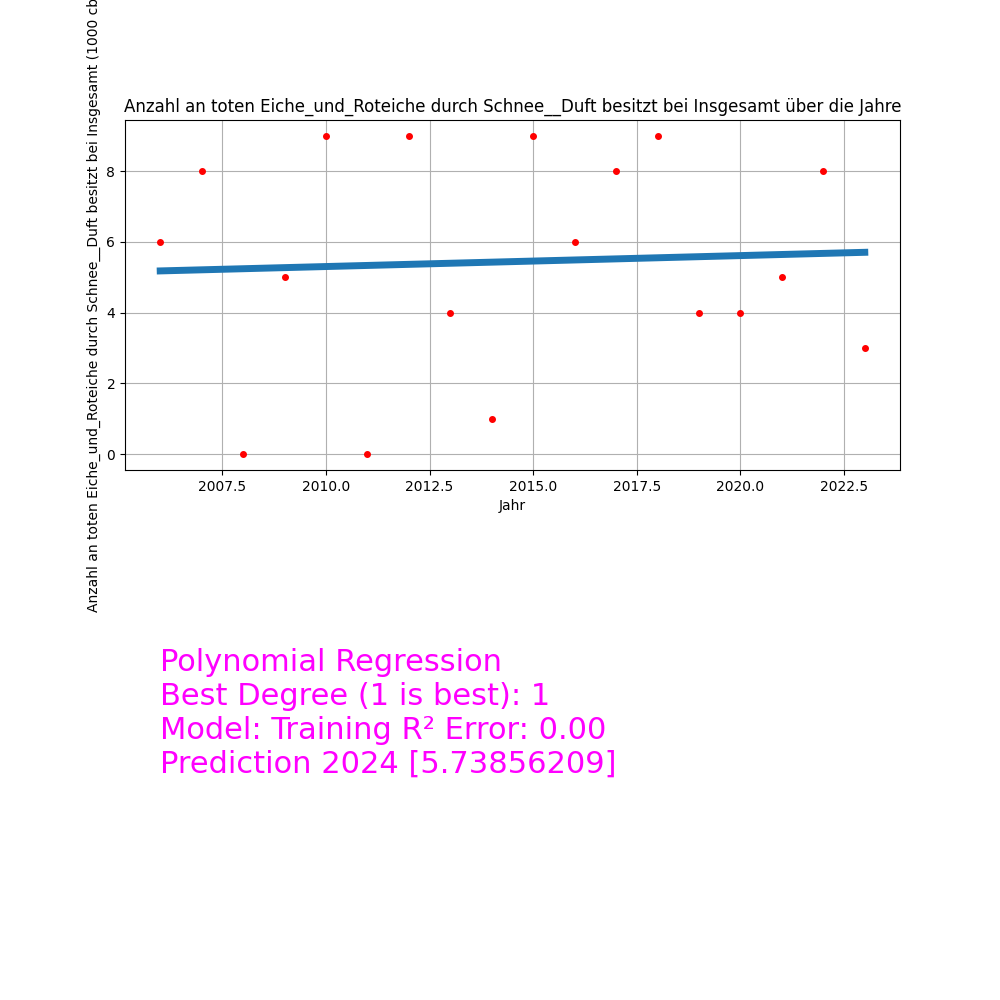 Anzahl an toten Eiche_und_Roteiche durch Schnee__Duft besitzt bei Insgesamt über die Jahre
Anzahl an toten Eiche_und_Roteiche durch Schnee__Duft besitzt bei Insgesamt (1000 cb
8
6
4
2
0
2007.5 2010.0 2012.5 2015.0 2017.5 2020.0 2022.5
Jahr
Polynomial Regression
Best Degree (1 is best): 1
Model: Training R² Error: 0.00
Prediction 2024 [5.73856209]